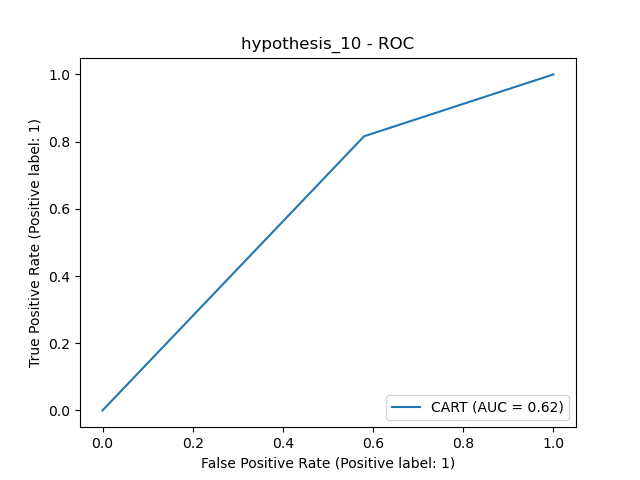 hypothesis_10 - ROC
True Positive Rate (Positive label: 1)
1.0
0.8
0.6
0.4
0.2
0.0
CART (AUC = 0.62)
0.0 0.2 0.4 0.6 0.8 1.0
False Positive Rate (Positive label: 1)